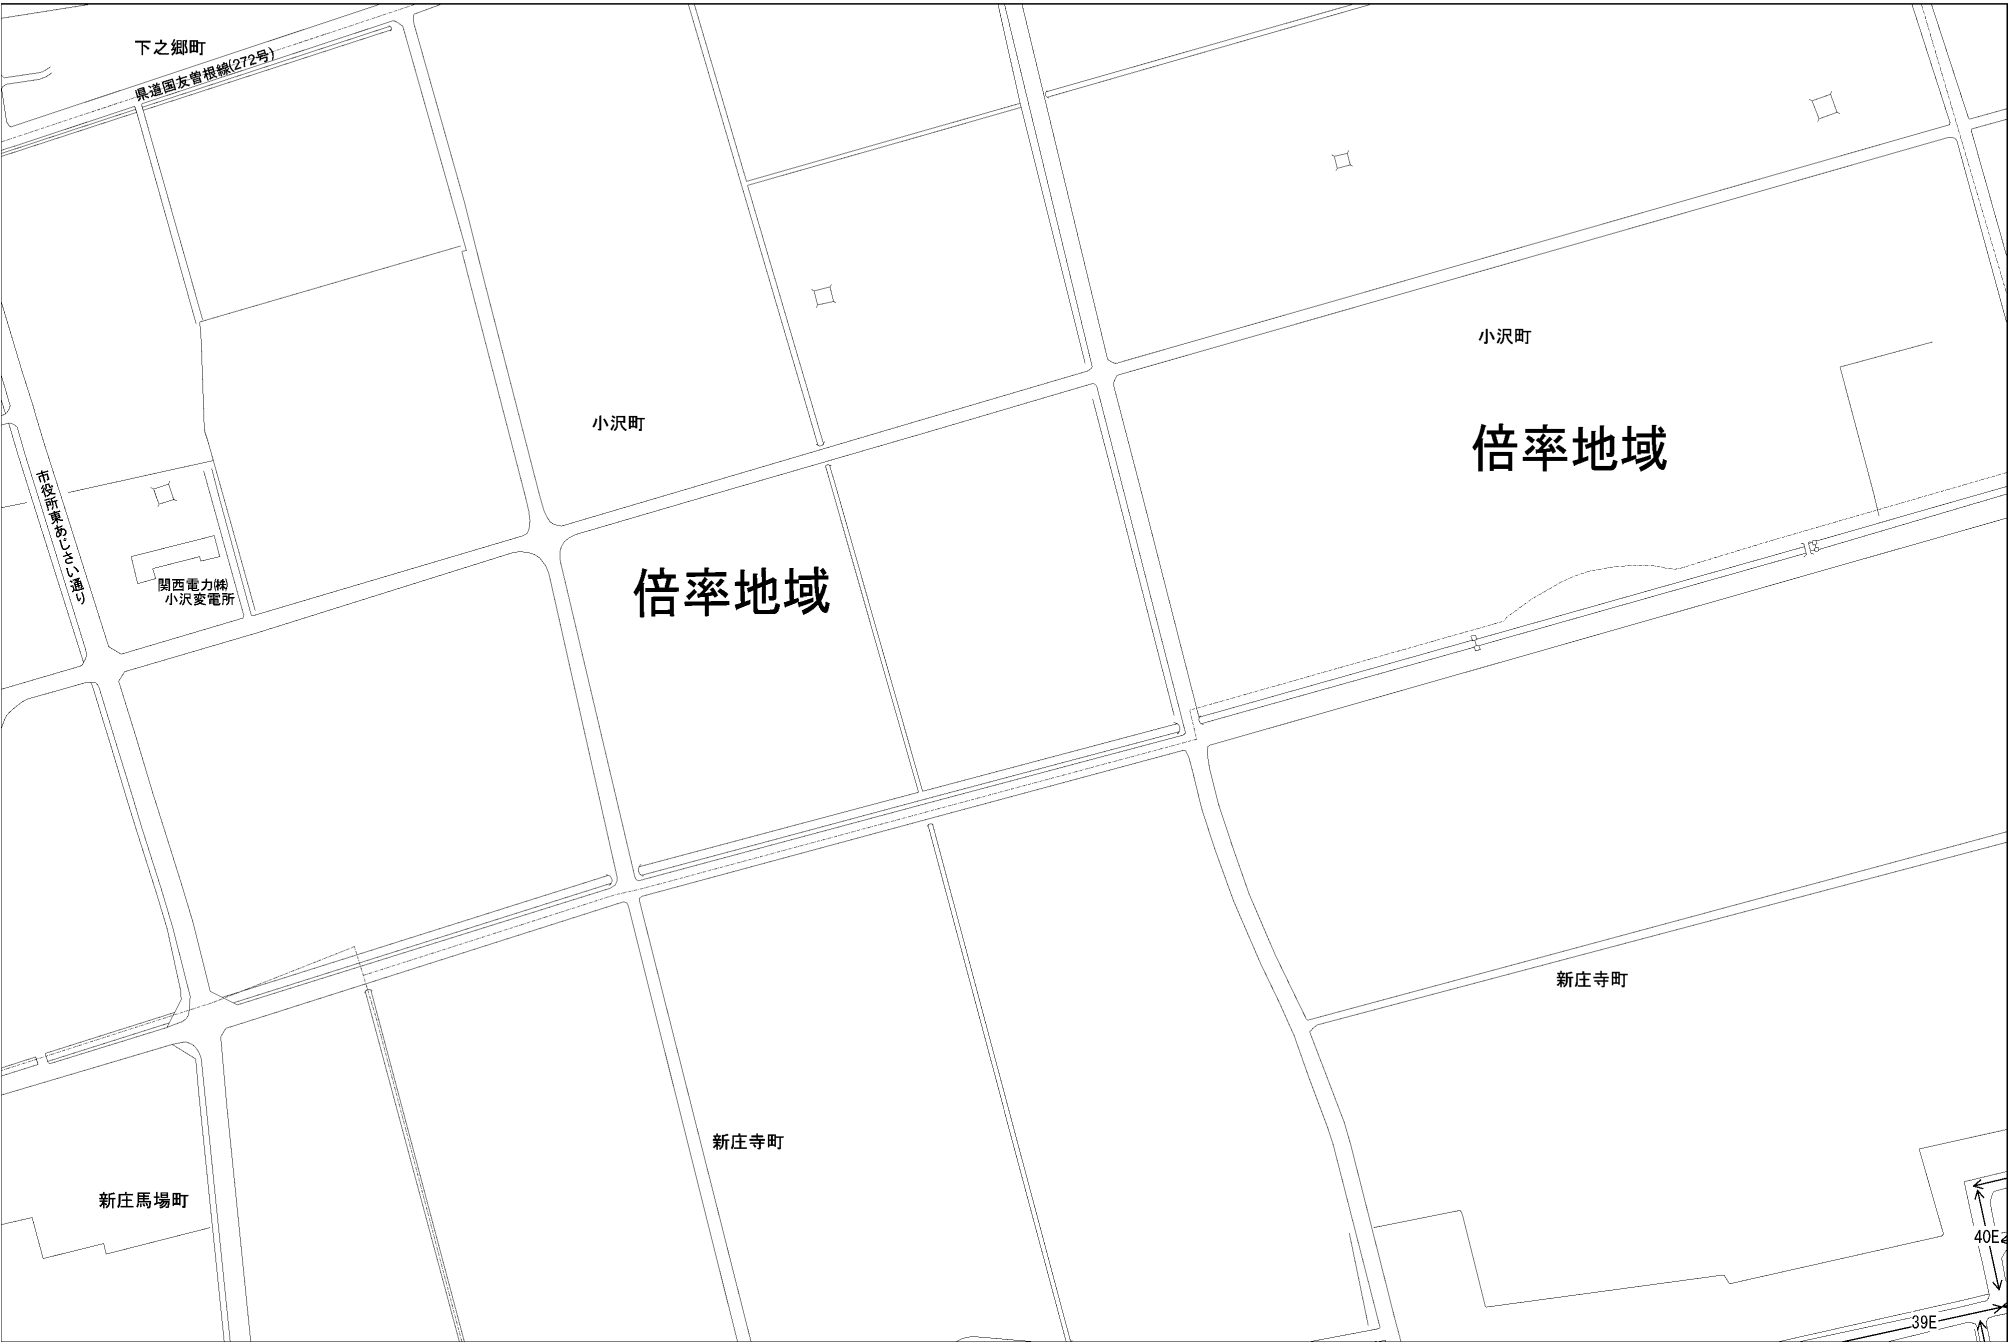 下之郷町
県道国友曽根線(272号)
小沢町
小沢町
倍率地域
市役所東あじさい通り
関西電力㈱
小沢変電所
倍率地域
新庄寺町
新庄寺町
新庄馬場町
40E
39E